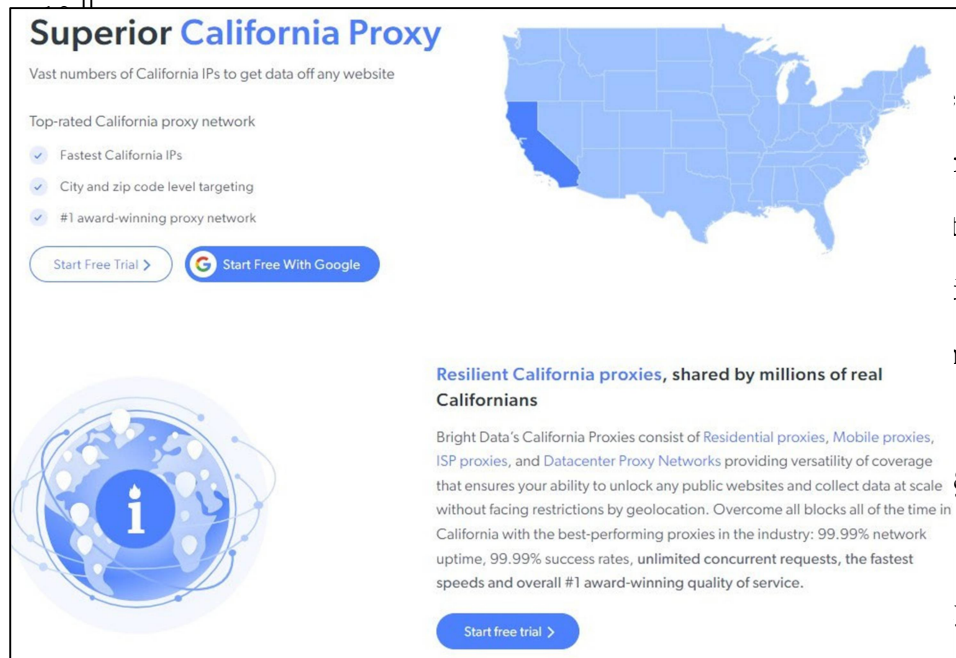 Superior California Proxy
Vast numbers of California IPs to get data off any website
Top-rated California proxy network
Fastest California IPs
City and zip code level targeting
#1 award-winning proxy network
Start Free Trial
Start Free With Google
Resilient California proxies, shared by millions of real
Californians
Bright Data's California Proxies consist of Residential proxies, Mobile proxies,
ISP proxies, and Datacenter Proxy Networks providing versatility of coverage
that ensures your ability to unlock any public websites and collect data at scale
without facing restrictions by geolocation. Overcome all blocks all of the time in
California with the best-performing proxies in the industry: 99.99% network
uptime, 99.99% success rates, unlimited concurrent requests, the fastest
speeds and overall #1 award-winning quality of service.
i
Start free trial